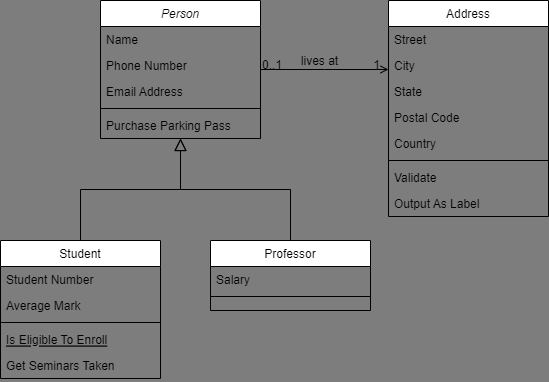 Person
Name
Phone Number
Email Address
Purchase Parking Pass
0..1
lives at
1
Address
Street
City
State
Postal Code
Country
Validate
Output As Label
Student
Student Number
Average Mark
Is Eligible To Enroll
Get Seminars Taken
Professor
Salary